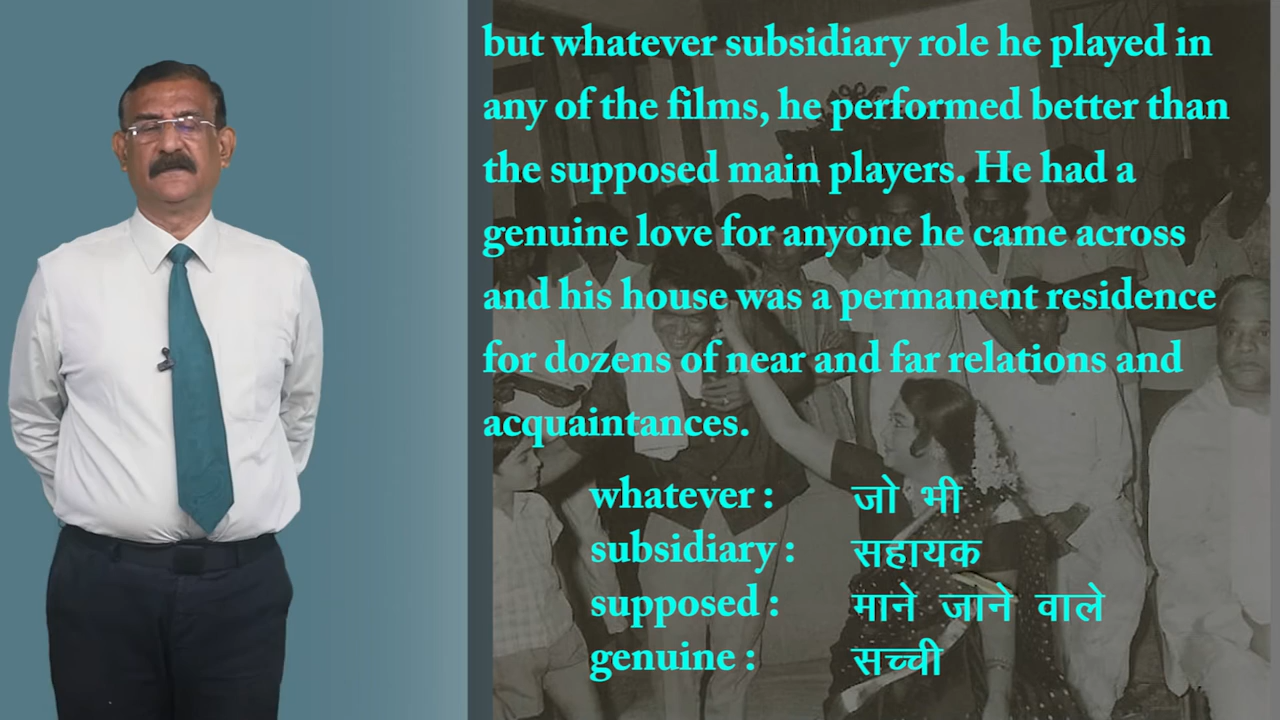 but whatever subsidiary role he played in
any of the films, he performed better than
the supposed main players. He had a
genuine love for anyone he came across
and his house was a permanent residence
for dozens of near and far relations and
acquaintances.
whatever : जो भी
subsidiary : सहायक
supposed : माने जाने वाले
genuine : सच्ची